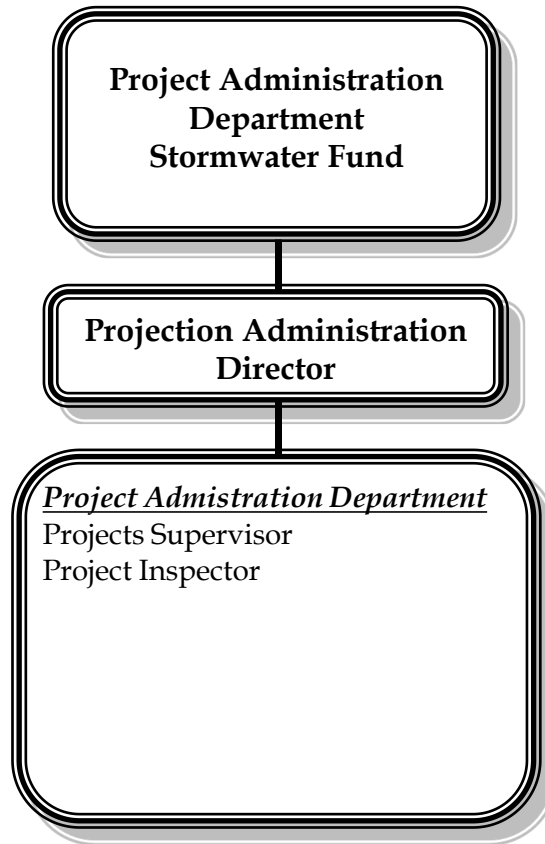 Project Administration
Department
Stormwater Fund
Projection Administration
Director
Project Admistration Department
Projects Supervisor
Project Inspector